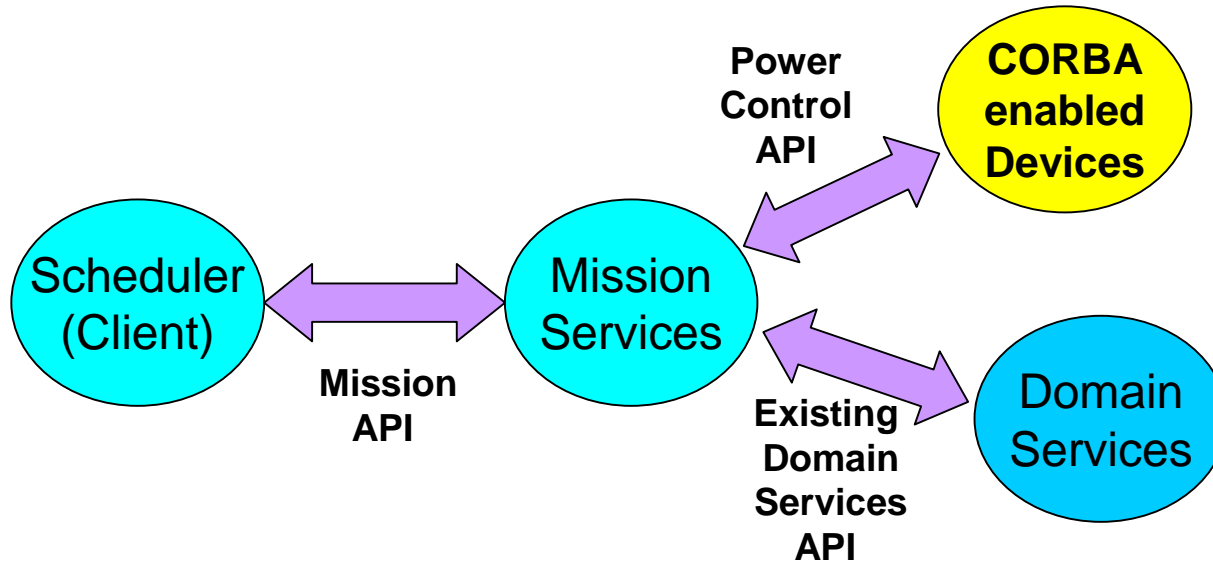 Scheduler
(Client)
Mission
API
Mission
Services
Power
Control
API
CORBA
enabled
Devices
Existing
Domain
Services
API
Domain
Services